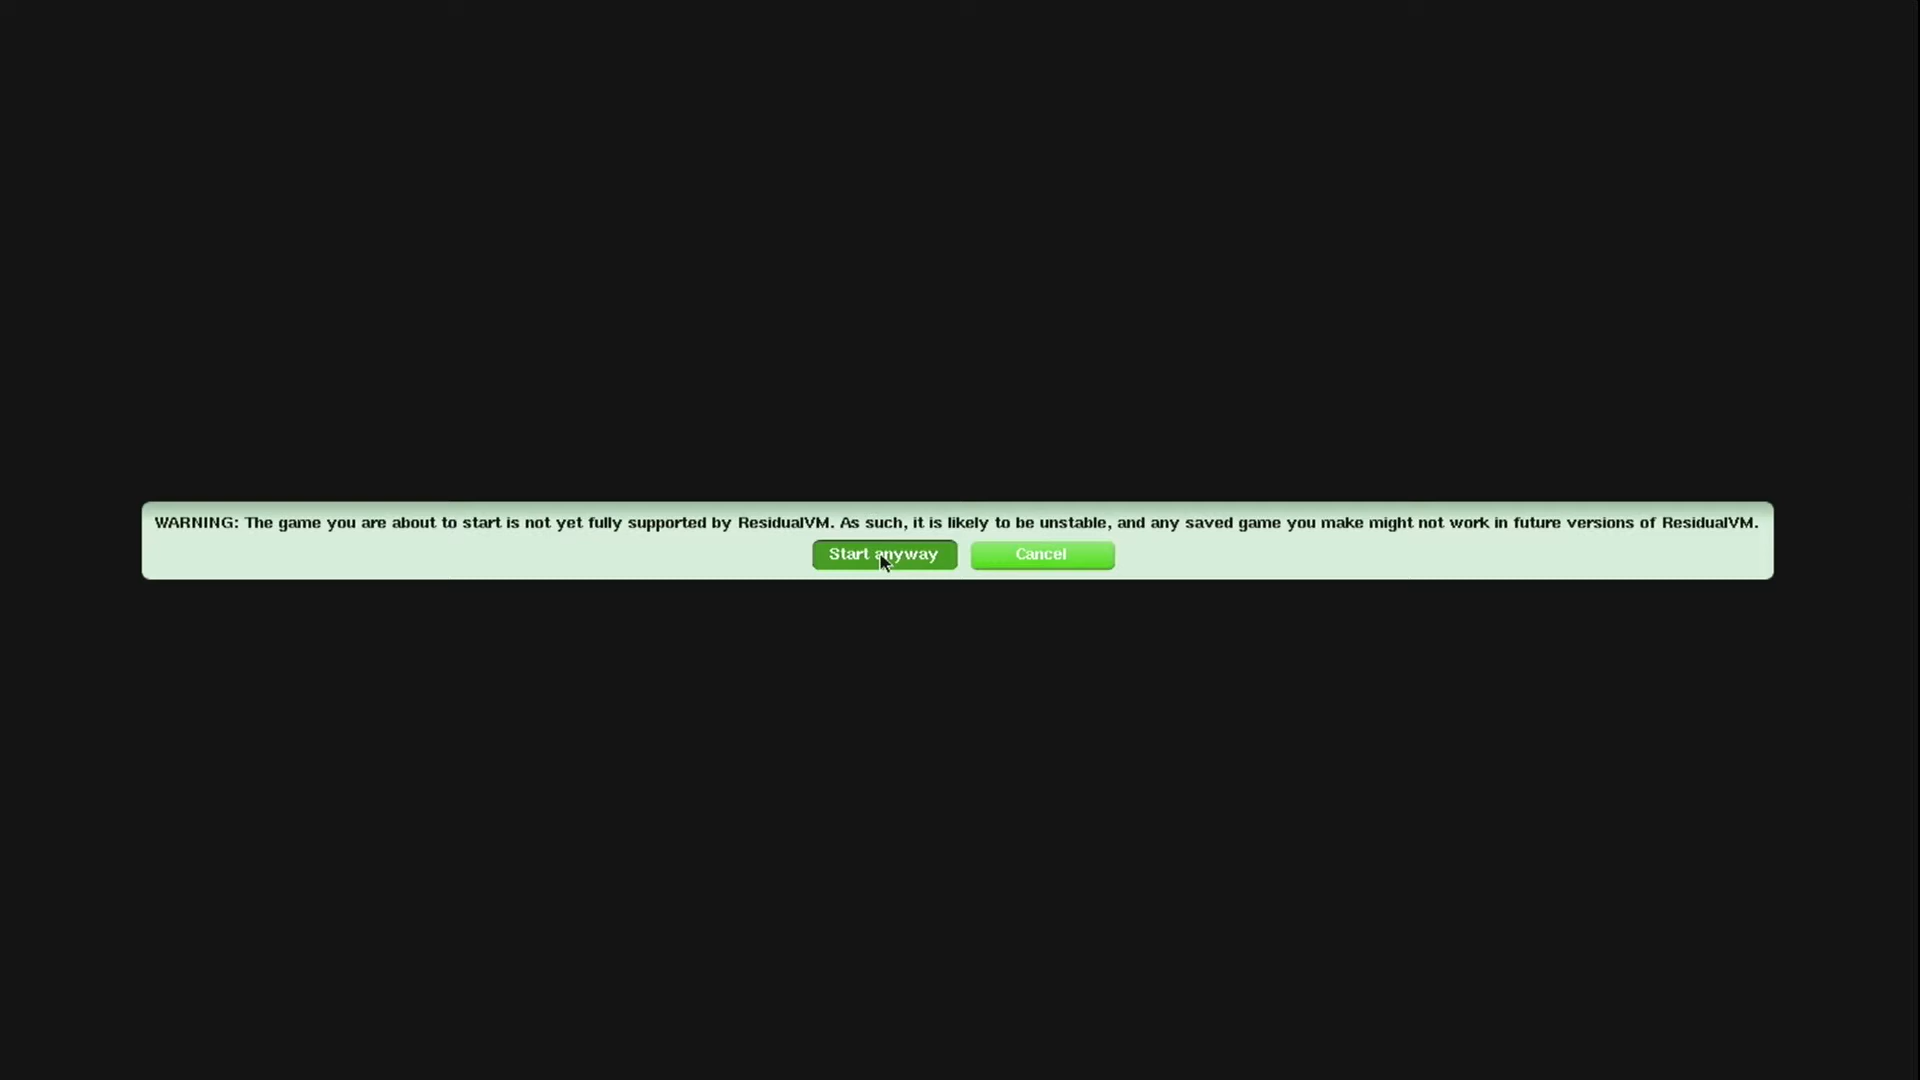 WARNING: The game you are about to start is not yet fully supported by ResidualVM. As such, it is likely to be unstable, and any saved game you make might not work in future versions of ResidualVM.
Start anyway Cancel